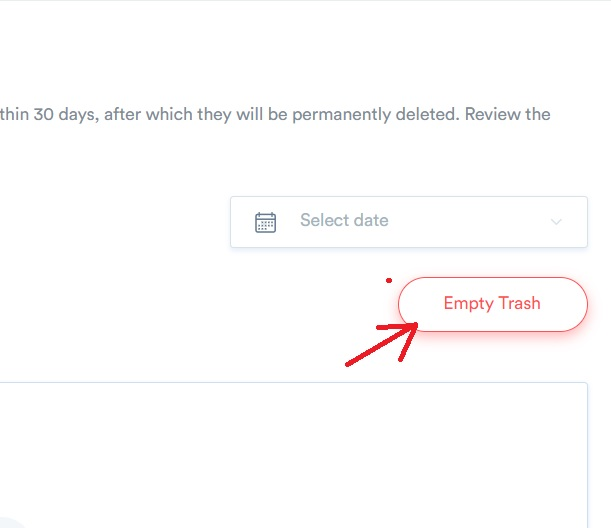 thin 30 days, after which they will be permanently deleted. Review the
Select date
Empty Trash